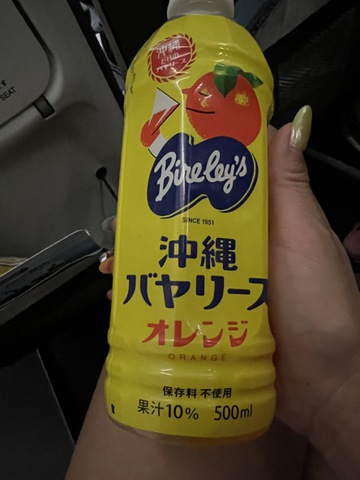 沖縄
Bireley's
SINCE 1951
沖縄
バヤリース
オレンジ
ORANGE
保存料 不使用
果汁10% 500ml
SEAT